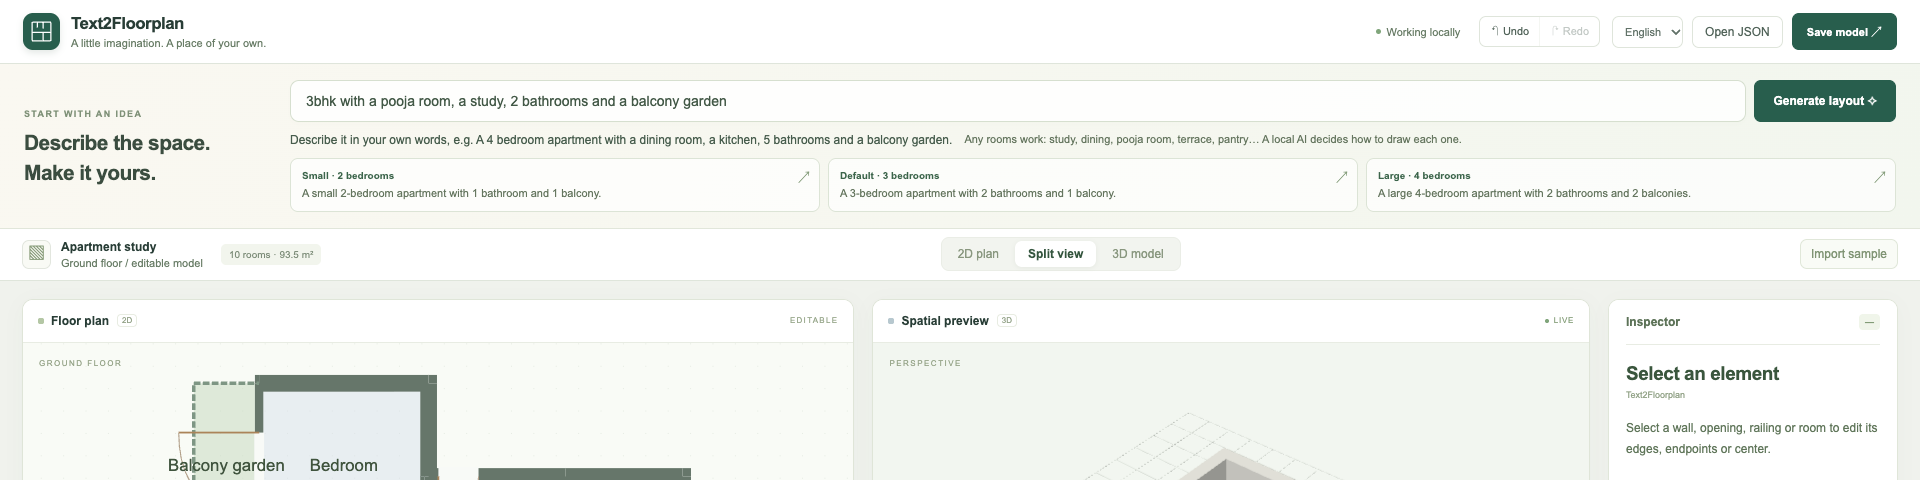 Text2Floorplan
A little imagination. A place of your own.
Working locally
Undo
Redo
English
Open JSON
Save model ↗
START WITH AN IDEA
Describe the space.
Make it yours.
3bhk with a pooja room, a study, 2 bathrooms and a balcony garden
Generate layout ✧
Describe it in your own words, e.g. A 4 bedroom apartment with a dining room, a kitchen, 5 bathrooms and a balcony garden.
Any rooms work: study, dining, pooja room, terrace, pantry… A local AI decides how to draw each one.
Small · 2 bedrooms
A small 2-bedroom apartment with 1 bathroom and 1 balcony.
Default · 3 bedrooms
A 3-bedroom apartment with 2 bathrooms and 1 balcony.
Large · 4 bedrooms
A large 4-bedroom apartment with 2 bathrooms and 2 balconies.
Apartment study
Ground floor / editable model
10 rooms · 93.5 m²
2D plan
Split view
3D model
Import sample
Floor plan
2D
EDITABLE
GROUND FLOOR
Balcony garden
Bedroom
Spatial preview
3D
LIVE
PERSPECTIVE
Inspector
Select an element
Text2Floorplan
Select a wall, opening, railing or room to edit its
edges, endpoints or center.